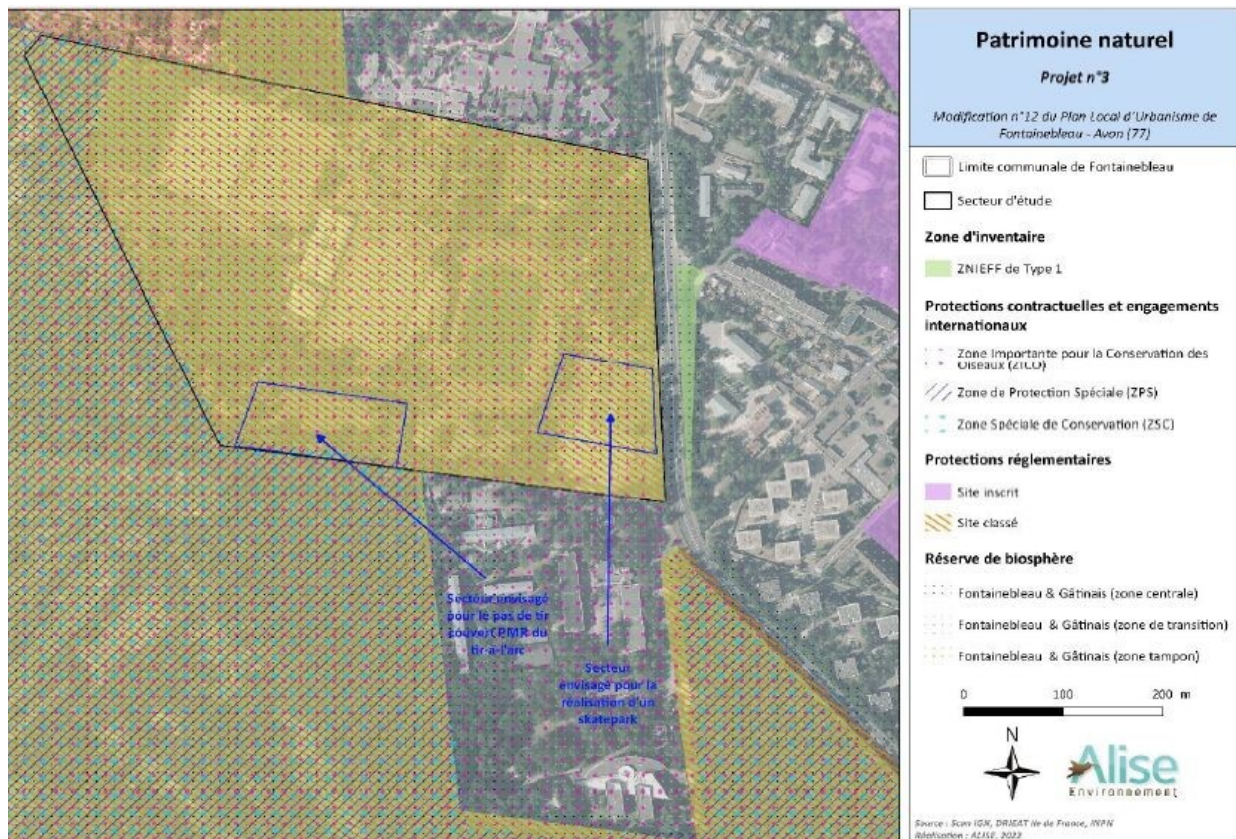 Patrimoine naturel
Projet n°3
Modification n°12 du Plan Local d'Urbanisme de
Fontainebleau - Avon (77)
Limite communale de Fontainebleau
Secteur d'étude
Zone d'inventaire
ZNIEFF de Type 1
Protections contractuelles et engagements
internationaux
Zone Importante pour la Conservation des
Oiseaux (ZICO)
Zone de Protection Spéciale (ZPS)
Zone Spéciale de Conservation (ZSC)
Protections réglementaires
Site inscrit
Site classé
Réserve de biosphère
Fontainebleau & Gâtinais (zone centrale)
Fontainebleau & Gâtinais (zone de transition)
Fontainebleau & Gâtinais (zone tampon)
0 100 200 m
N
Alise
Environnement
Source : Scan IGN, DRIEAT Ile de France, INPN
Réalisation : ALISE, 2023
Secteur envisagé
pour le pas de tir
couvert PMR du
tir-à-l'arc
Secteur
envisagé pour la
réalisation d'un
skatepark